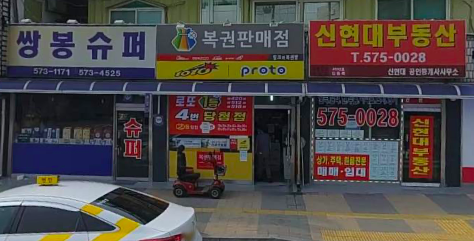 쌍봉슈퍼
573-1171 573-4525
슈퍼
복권판매점
LOTTO proto
로또 1등
4번 당첨점
신현대부동산
T.575-0028
신현대 공인중개사사무소
575-0028
상가, 주택, 원룸전문
매매·임대
신현대부동산